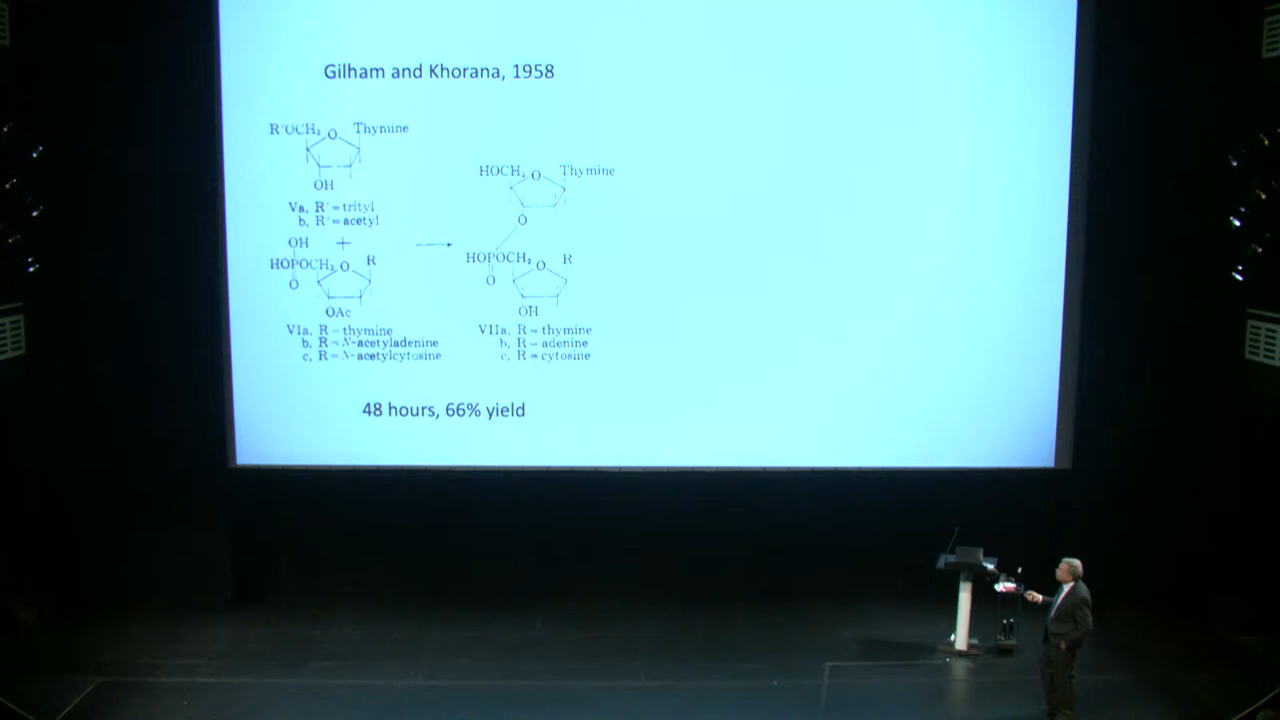 Gilham and Khorana, 1958
R'OCH₂ O Thymine
OH
Va, R' = trityl
b, R' = acetyl
OH
+
HOPOCH₂ O R
O
OAc
VIa, R = thymine
b, R = N-acetyladenine
c, R = N-acetylcytosine
HOCH₂ O Thymine
O
HOPOCH₂ O R
O
OH
VIIa, R = thymine
b, R = adenine
c, R = cytosine
48 hours, 66% yield